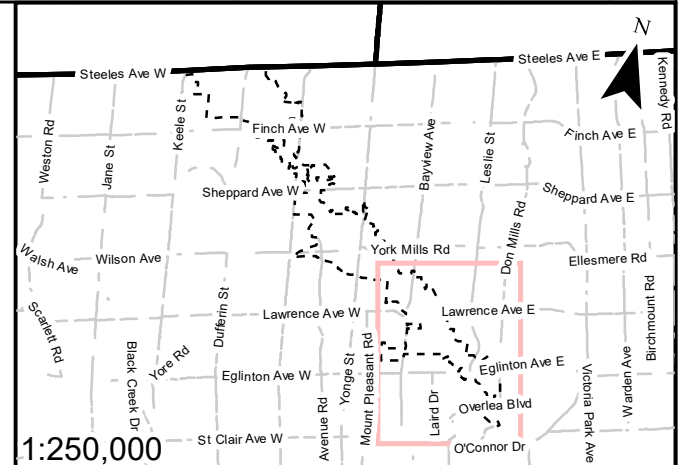 N
Steeles Ave W
Steeles Ave E
Kennedy Rd
Weston Rd
Jane St
Keele St
Finch Ave W
Bayview Ave
Leslie St
Finch Ave E
Sheppard Ave W
Sheppard Ave E
Don Mills Rd
Walsh Ave
Wilson Ave
York Mills Rd
Ellesmere Rd
Scarlett Rd
Dufferin St
Lawrence Ave W
Lawrence Ave E
Birchmount Rd
Black Creek Dr
Yore Rd
Eglinton Ave W
Avenue Rd
Yonge St
Mount Pleasant Rd
Laird Dr
Eglinton Ave E
Overlea Blvd
Victoria Park Ave
Warden Ave
St Clair Ave W
O'Connor Dr
1:250,000